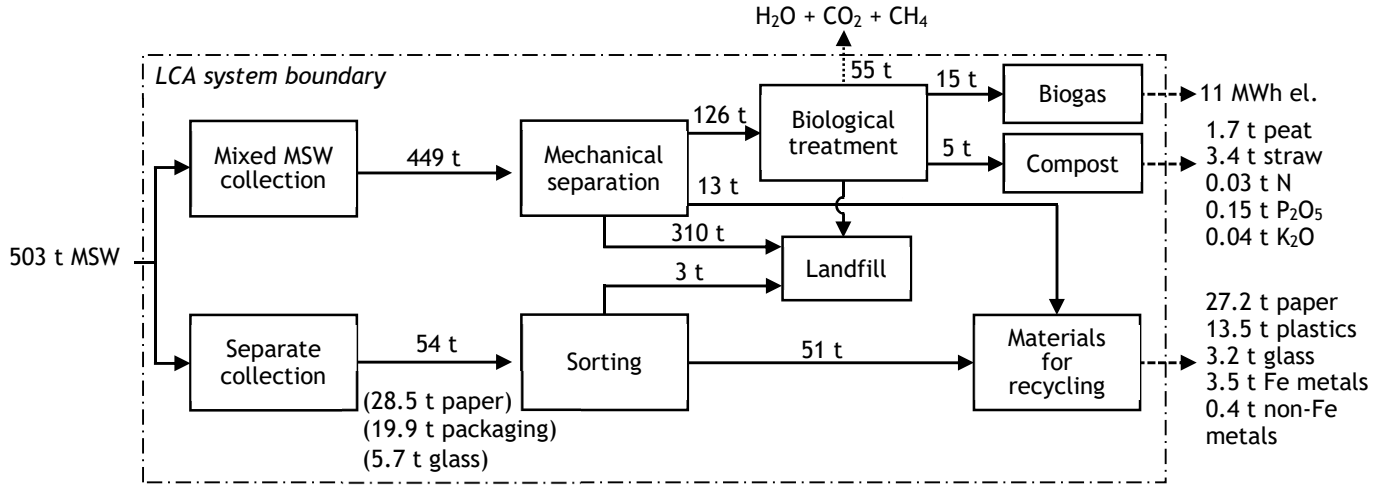 H₂O + CO₂ + CH₄
LCA system boundary
55 t
15 t
Biogas
11 MWh el.
126 t
Biological
treatment
Mixed MSW
collection
449 t
Mechanical
separation
5 t
Compost
1.7 t peat
3.4 t straw
0.03 t N
0.15 t P₂O₅
0.04 t K₂O
13 t
310 t
503 t MSW
Landfill
3 t
Separate
collection
54 t
(28.5 t paper)
(19.9 t packaging)
(5.7 t glass)
Sorting
51 t
Materials
for
recycling
27.2 t paper
13.5 t plastics
3.2 t glass
3.5 t Fe metals
0.4 t non-Fe
metals